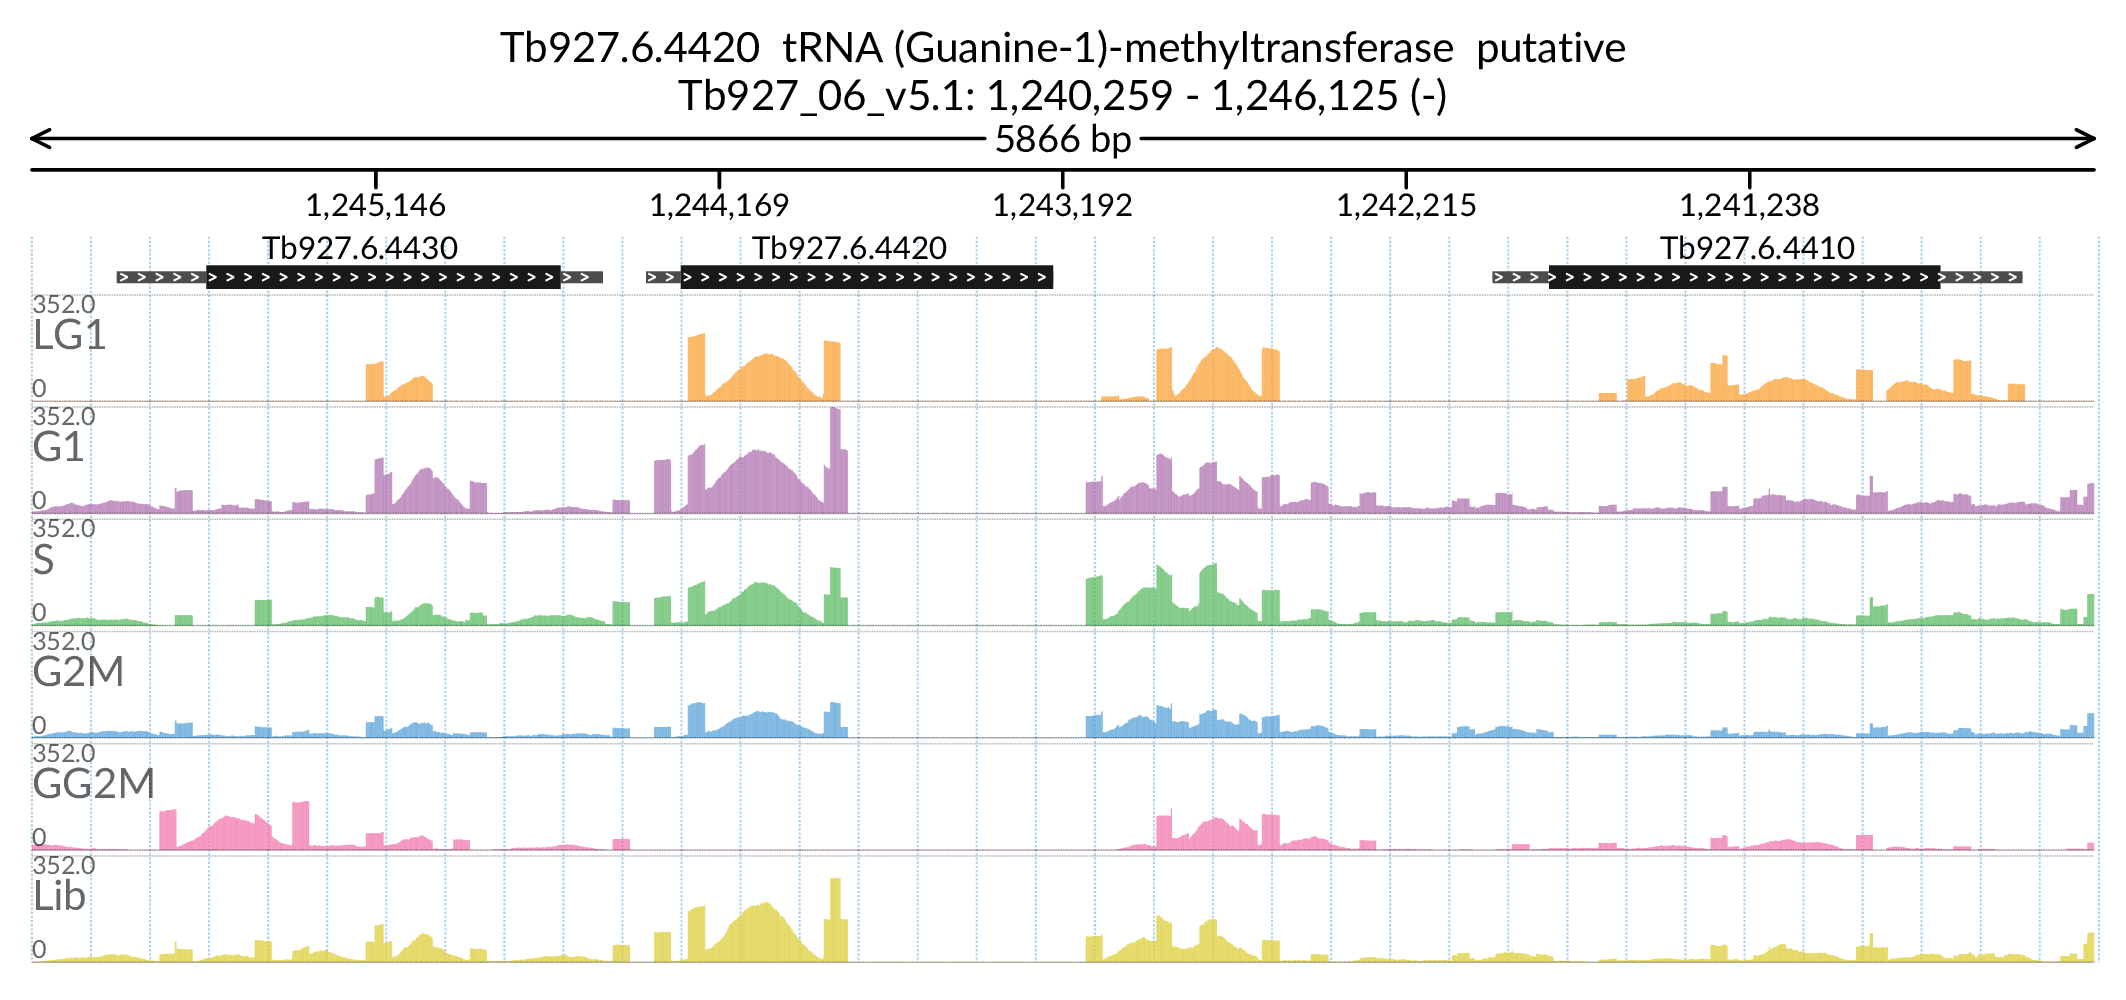 Tb927.6.4420 tRNA (Guanine-1)-methyltransferase putative
Tb927_06_v5.1: 1,240,259 - 1,246,125 (-)
5866 bp
1,245,146 1,244,169 1,243,192 1,242,215 1,241,238
Tb927.6.4430 Tb927.6.4420 Tb927.6.4410
352.0
LG1
0
352.0
G1
0
352.0
S
0
352.0
G2M
0
352.0
GG2M
0
352.0
Lib
0